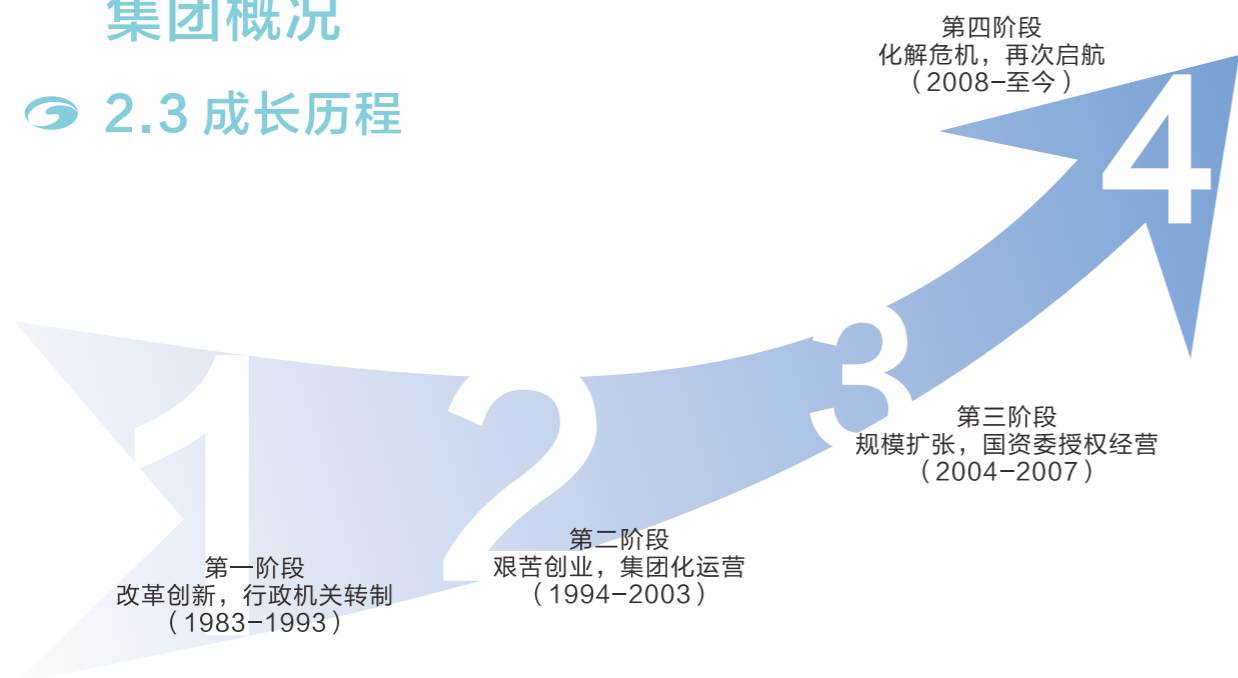 集团概况
2.3 成长历程
第四阶段
化解危机，再次启航
（2008-至今）
4
3
第三阶段
规模扩张，国资委授权经营
（2004-2007）
2
第二阶段
艰苦创业，集团化运营
（1994-2003）
1
第一阶段
改革创新，行政机关转制
（1983-1993）